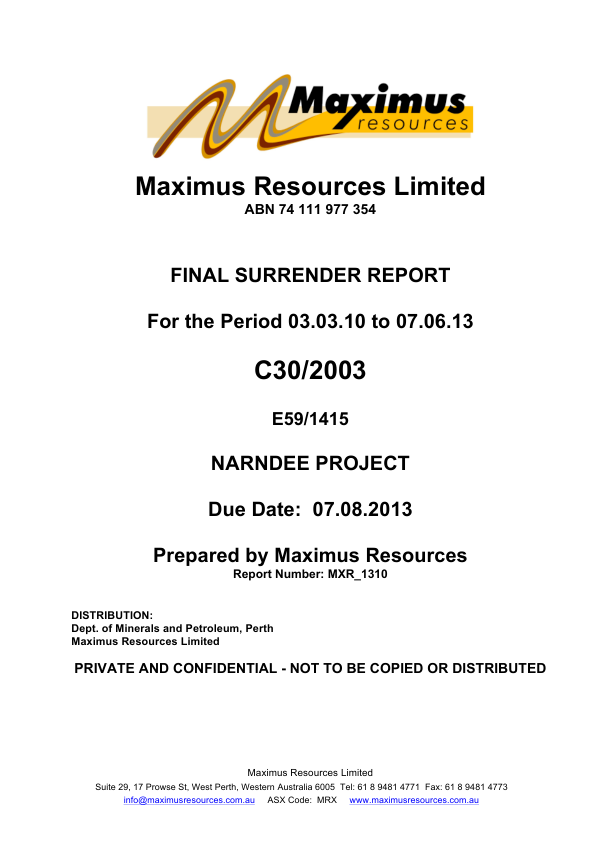 Maximus
resources
Maximus Resources Limited
ABN 74 111 977 354
FINAL SURRENDER REPORT
For the Period 03.03.10 to 07.06.13
C30/2003
E59/1415
NARNDEE PROJECT
Due Date: 07.08.2013
Prepared by Maximus Resources
Report Number: MXR_1310
DISTRIBUTION:
Dept. of Minerals and Petroleum, Perth
Maximus Resources Limited
PRIVATE AND CONFIDENTIAL - NOT TO BE COPIED OR DISTRIBUTED
Maximus Resources Limited
Suite 29, 17 Prowse St, West Perth, Western Australia 6005 Tel: 61 8 9481 4771 Fax: 61 8 9481 4773
info@maximusresources.com.au ASX Code: MRX www.maximusresources.com.au